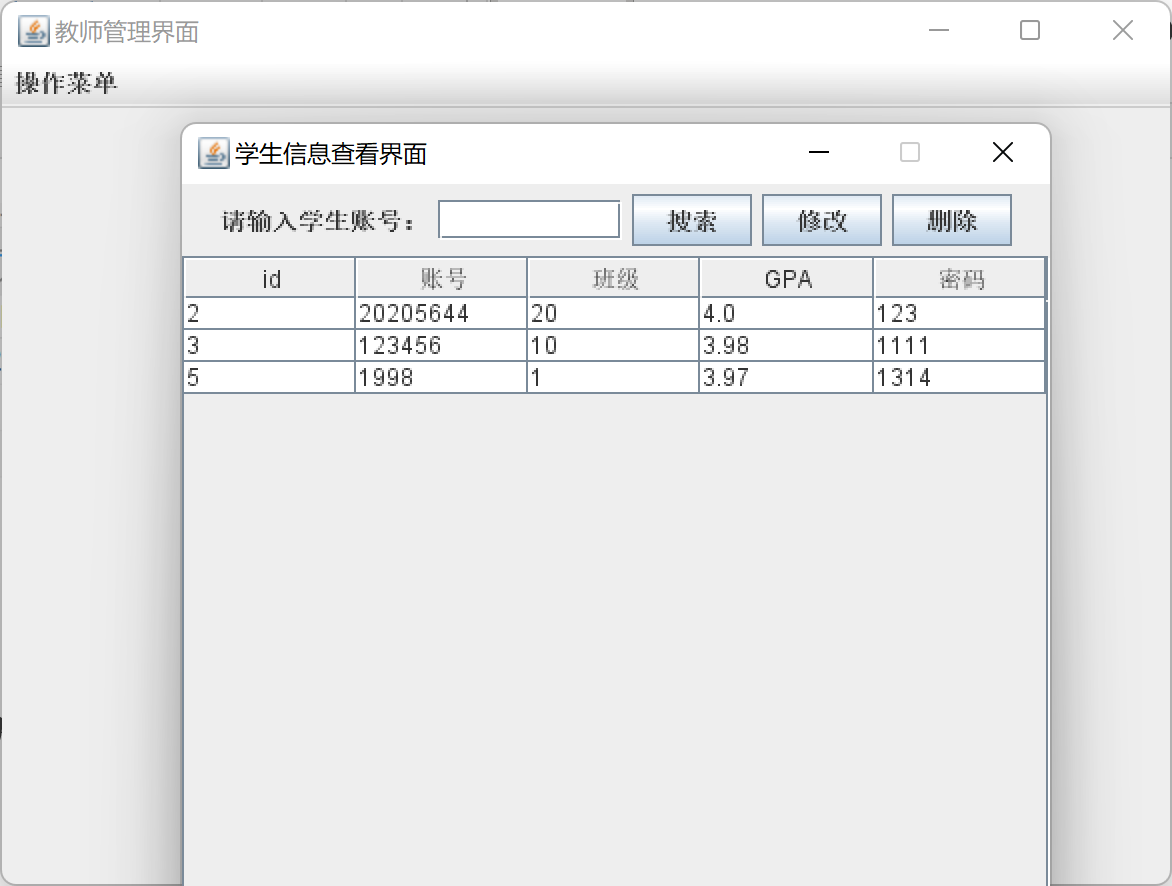 教师管理界面
操作菜单
学生信息查看界面
请输入学生账号： 搜索 修改 删除
id 账号 班级 GPA 密码
2 20205644 20 4.0 123
3 123456 10 3.98 1111
5 1998 1 3.97 1314